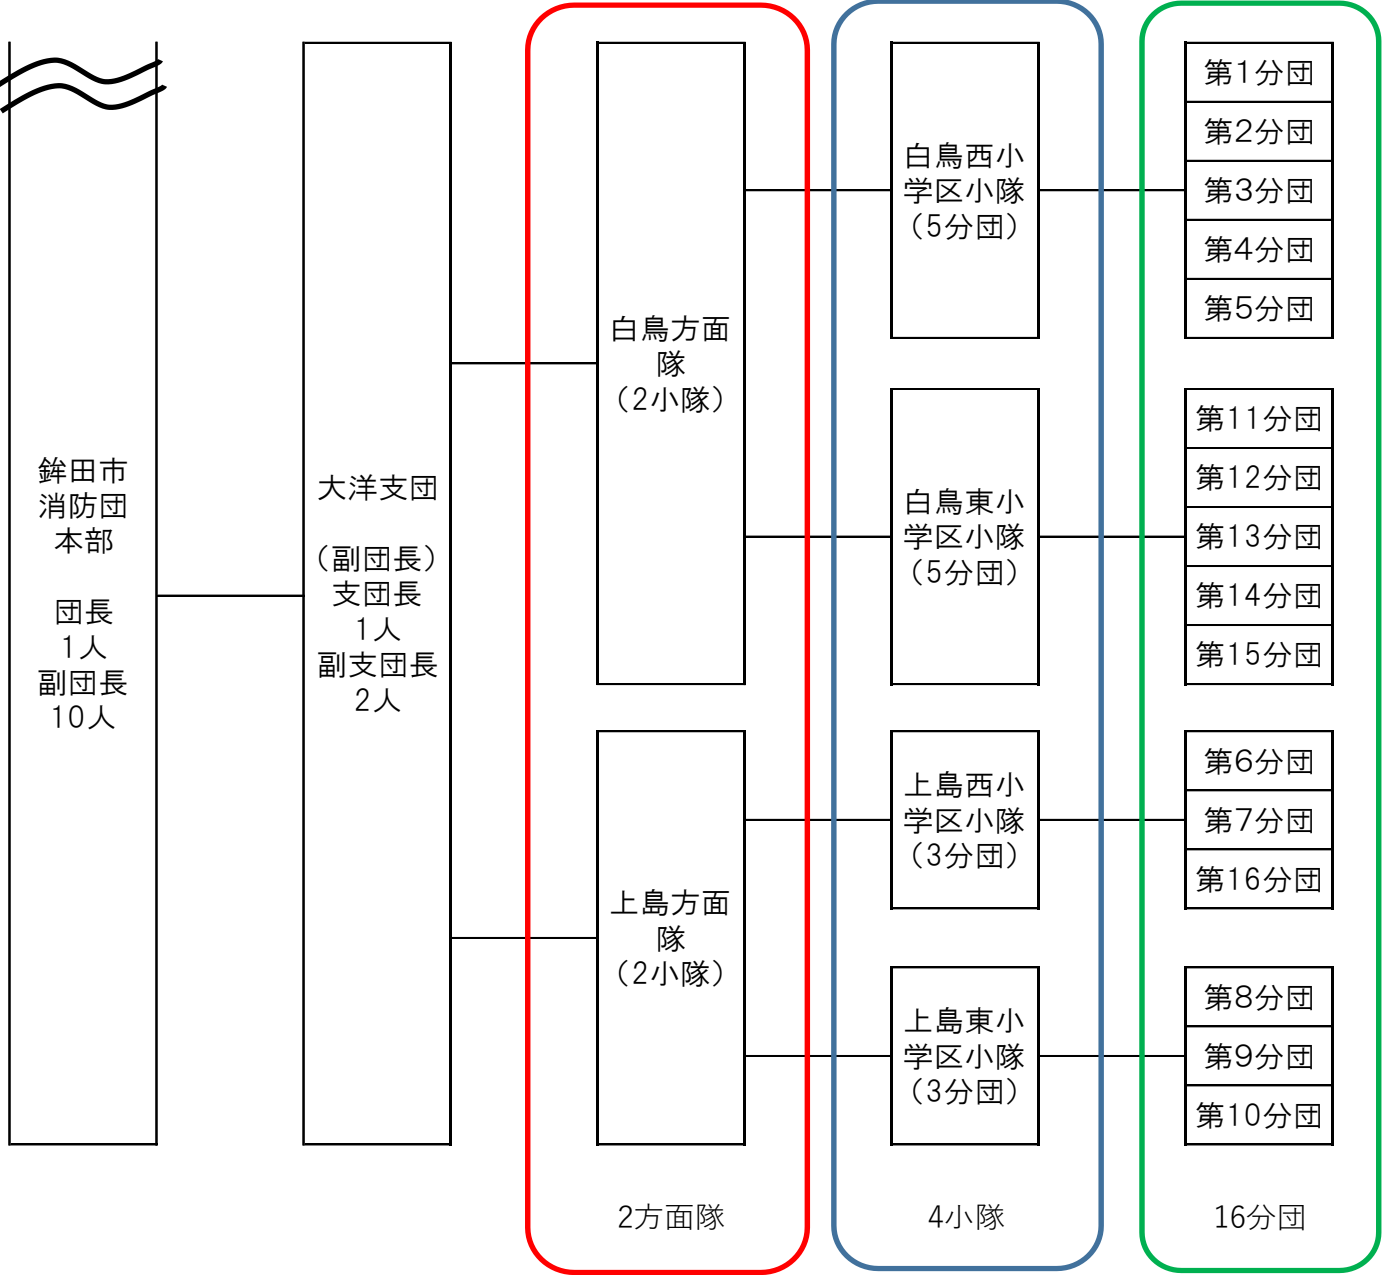 鉾田市
消防団
本部
団長
1人
副団長
10人
大洋支団
（副団長）
支団長
1人
副支団長
2人
白鳥方面
隊
（2小隊）
上島方面
隊
（2小隊）
2方面隊
白鳥西小
学区小隊
（5分団）
白鳥東小
学区小隊
（5分団）
上島西小
学区小隊
（3分団）
上島東小
学区小隊
（3分団）
4小隊
第1分団
第2分団
第3分団
第4分団
第5分団
第11分団
第12分団
第13分団
第14分団
第15分団
第6分団
第7分団
第16分団
第8分団
第9分団
第10分団
16分団